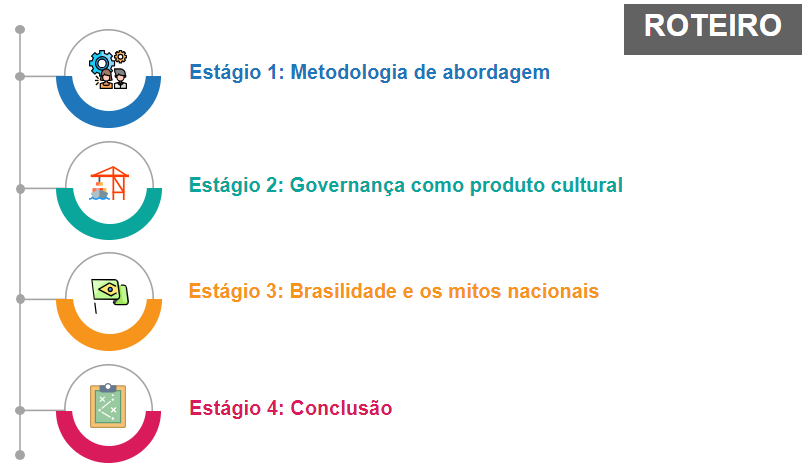 ROTEIRO
Estágio 1: Metodologia de abordagem
Estágio 2: Governança como produto cultural
Estágio 3: Brasilidade e os mitos nacionais
Estágio 4: Conclusão